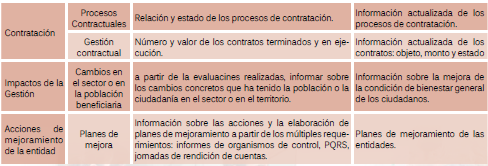 Contratación
Procesos
Contractuales
Relación y estado de los procesos de contratación.
Información actualizada de los
procesos de contratación.
Gestión
contractual
Número y valor de los contratos terminados y en eje-
cución.
Información actualizada de los
contratos: objeto, monto y estado
Impactos de la
Gestión
Cambios en
el sector o en
la población
beneficiaria
a partir de la evaluacines realizadas, informar sobre
los cambios concretos que ha tenido la población o la
ciudadanía en el sector o en el territorio.
Información sobre la mejora de
la condición de bienestar general
de los ciudadanos.
Acciones de
mejoramiento
de la entidad
Planes de
mejora
Información sobre las acciones y la elaboración de
planes de mejoramiento a partir de los múltiples reque-
rimientos: informes de organismos de control, PQRS,
jornadas de rendición de cuentas.
Planes de mejoramiento de las
entidades.